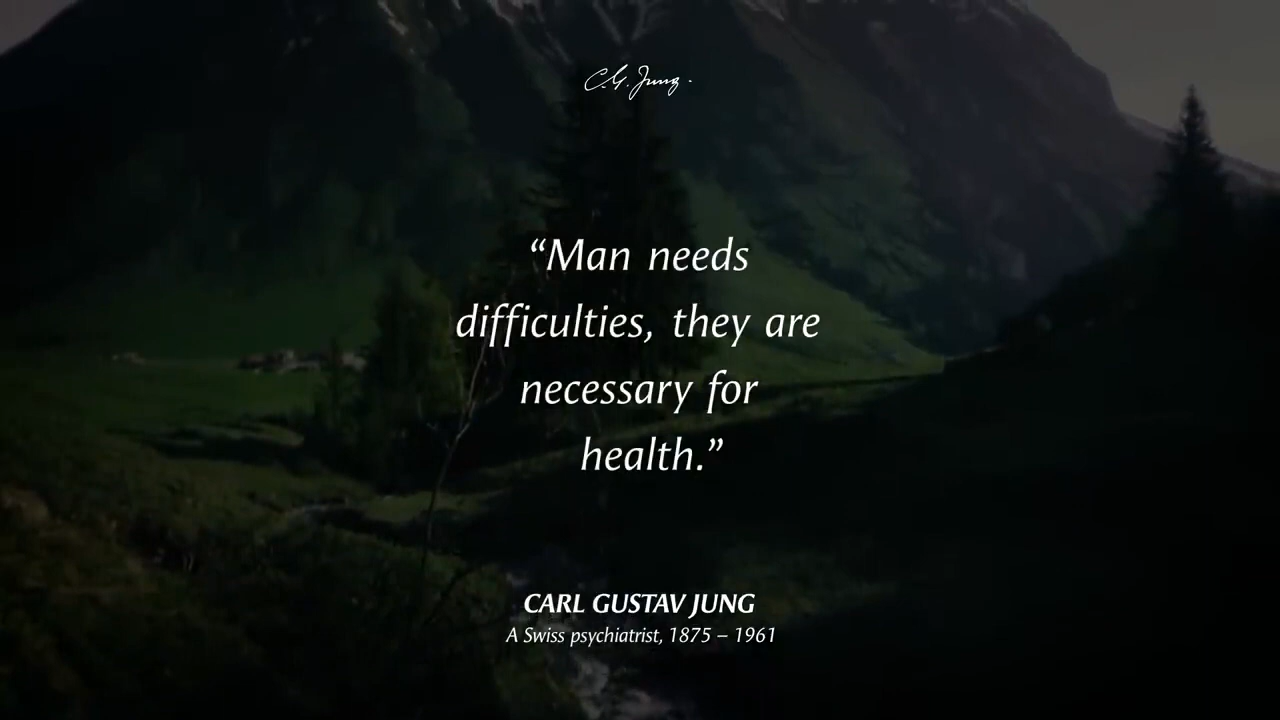 C.G. Jung.
“Man needs
difficulties, they are
necessary for
health.”
CARL GUSTAV JUNG
A Swiss psychiatrist, 1875 – 1961